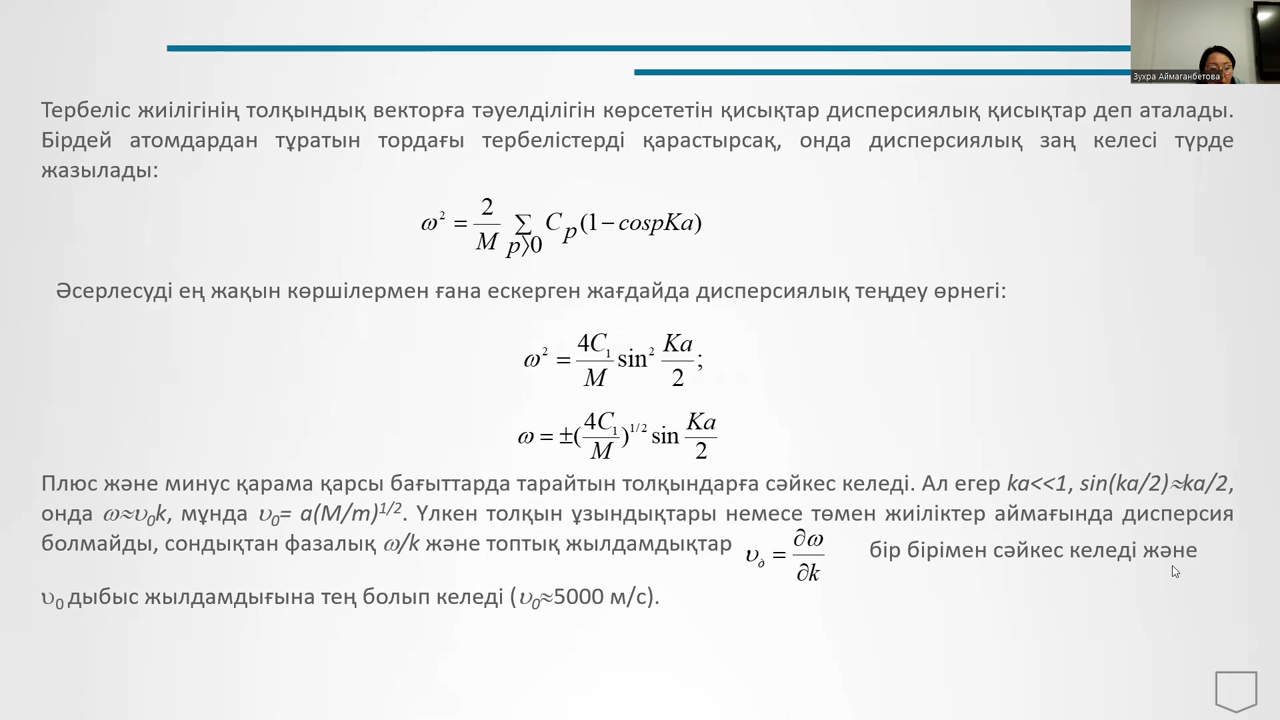 Зухра Аймаганбетова
Тербеліс жиілігінің толқындық векторға тәуелділігін көрсететін қисықтар дисперсиялық қисықтар деп аталады.
Бірдей атомдардан тұратын тордағы тербелістерді қарастырсақ, онда дисперсиялық заң келесі түрде
жазылады:
ω² = 2/M ∑ p⟩0 C_p (1 − cospKa)
Әсерлесуді ең жақын көршілермен ғана ескерген жағдайда дисперсиялық теңдеу өрнегі:
ω² = 4C₁/M sin² Ka/2 ;
ω = ±(4C₁/M)^1/2 sin Ka/2
Плюс және минус қарама қарсы бағыттарда тарайтын толқындарға сәйкес келеді. Ал егер ka<<1, sin(ka/2)≈ka/2,
онда ω≈υ₀k, мұнда υ₀= a(M/m)^1/2. Үлкен толқын ұзындықтары немесе төмен жиіліктер аймағында дисперсия
болмайды, сондықтан фазалық ω/k және топтық жылдамдықтар υ_д = ∂ω/∂k бір бірімен сәйкес келеді және
υ₀ дыбыс жылдамдығына тең болып келеді (υ₀≈5000 м/с).